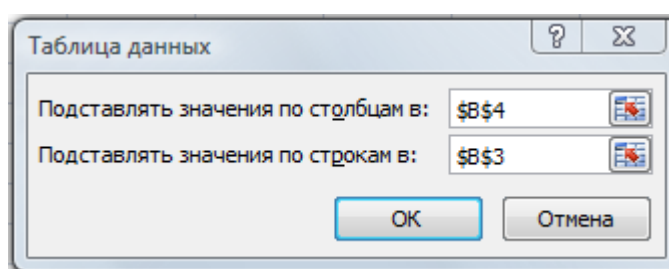 Таблица данных
Подставлять значения по столбцам в: $B$4
Подставлять значения по строкам в: $B$3
ОК Отмена